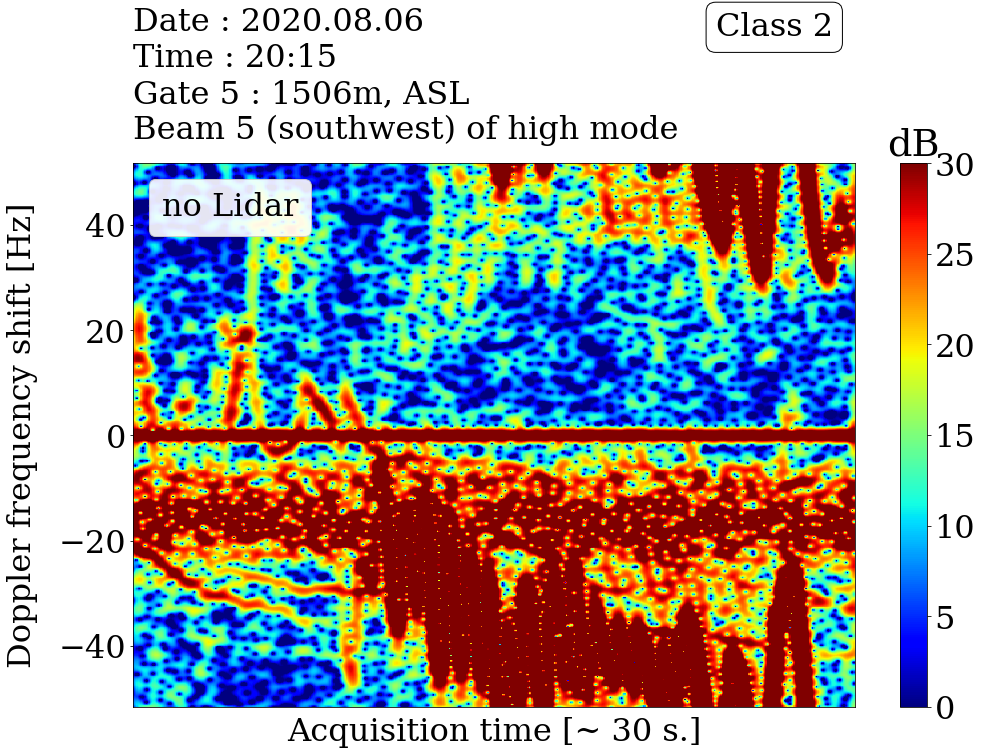 Date : 2020.08.06
Time : 20:15
Gate 5 : 1506m, ASL
Beam 5 (southwest) of high mode
Class 2
dB
no Lidar
40
20
0
−20
−40
Doppler frequency shift [Hz]
Acquisition time [~ 30 s.]
30
25
20
15
10
5
0